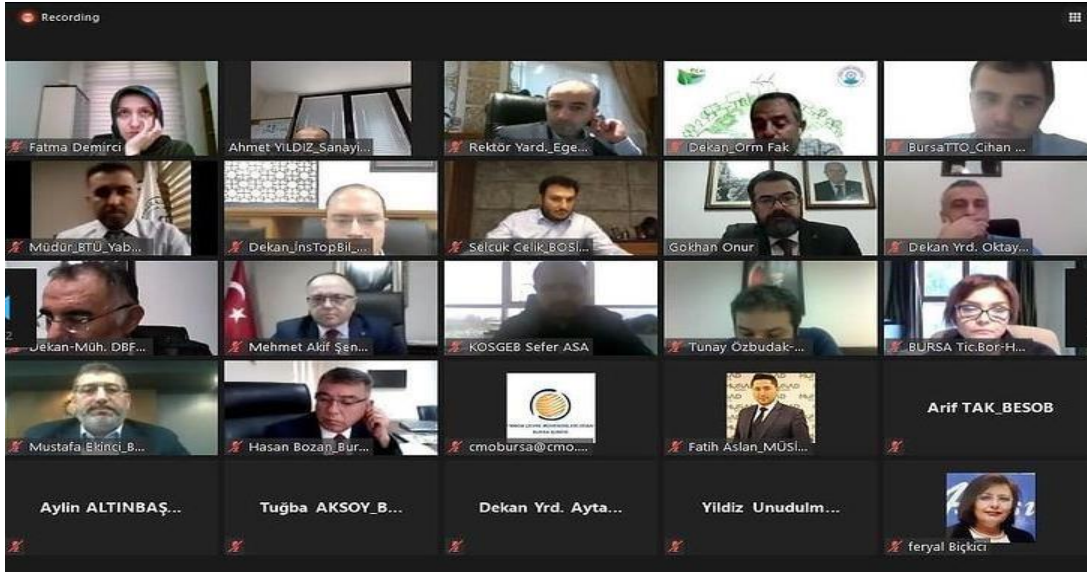 Recording
Fatma Demirci
Ahmet YILDIZ_Sanayi...
Rektör Yard._Ege...
Dekan_Orm Fak
BursaTTO_Cihan ...
Müdür_BTÜ_Yab...
Dekan_İnsTopBil_...
Selcuk Celik_BOSİ...
Gokhan Onur
Dekan Yrd. Oktay...
2
Dekan-Müh. DBF...
Mehmet Akif Şen...
KOSGEB Sefer ASA
Tunay Özbudak-...
BURSA Tic.Bor-H...
Mustafa Ekinci_B...
Hasan Bozan_Bur...
cmobursa@cmo....
Fatih Aslan_MÜSİ...
Arif TAK_BESOB
Aylin ALTINBAŞ...
Tuğba AKSOY_B...
Dekan Yrd. Ayta...
Yildiz Unudulm...
feryal Bıçkıcı